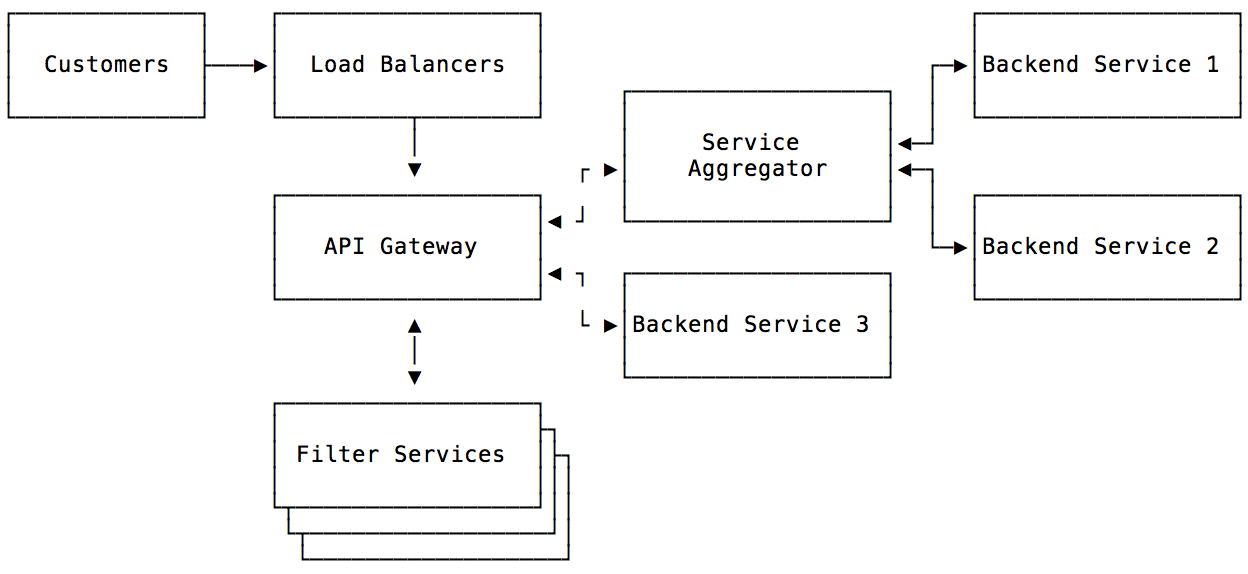 Customers
Load Balancers
Backend Service 1
Service
Aggregator
API Gateway
Backend Service 2
Backend Service 3
Filter Services